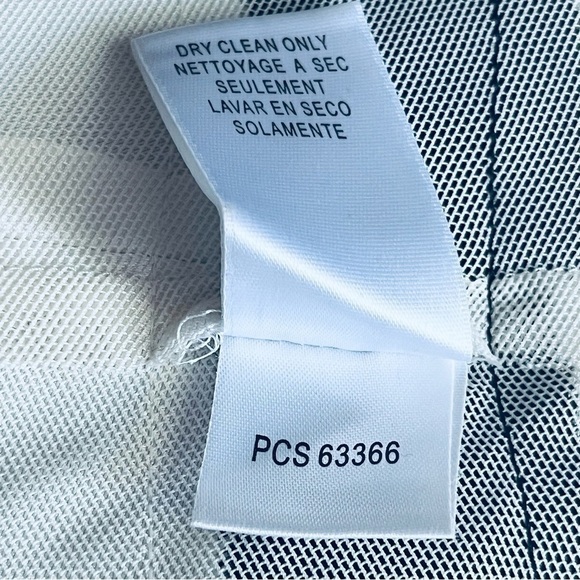 DRY CLEAN ONLY
NETTOYAGE A SEC
SEULEMENT
LAVAR EN SECO
SOLAMENTE
PCS 63366